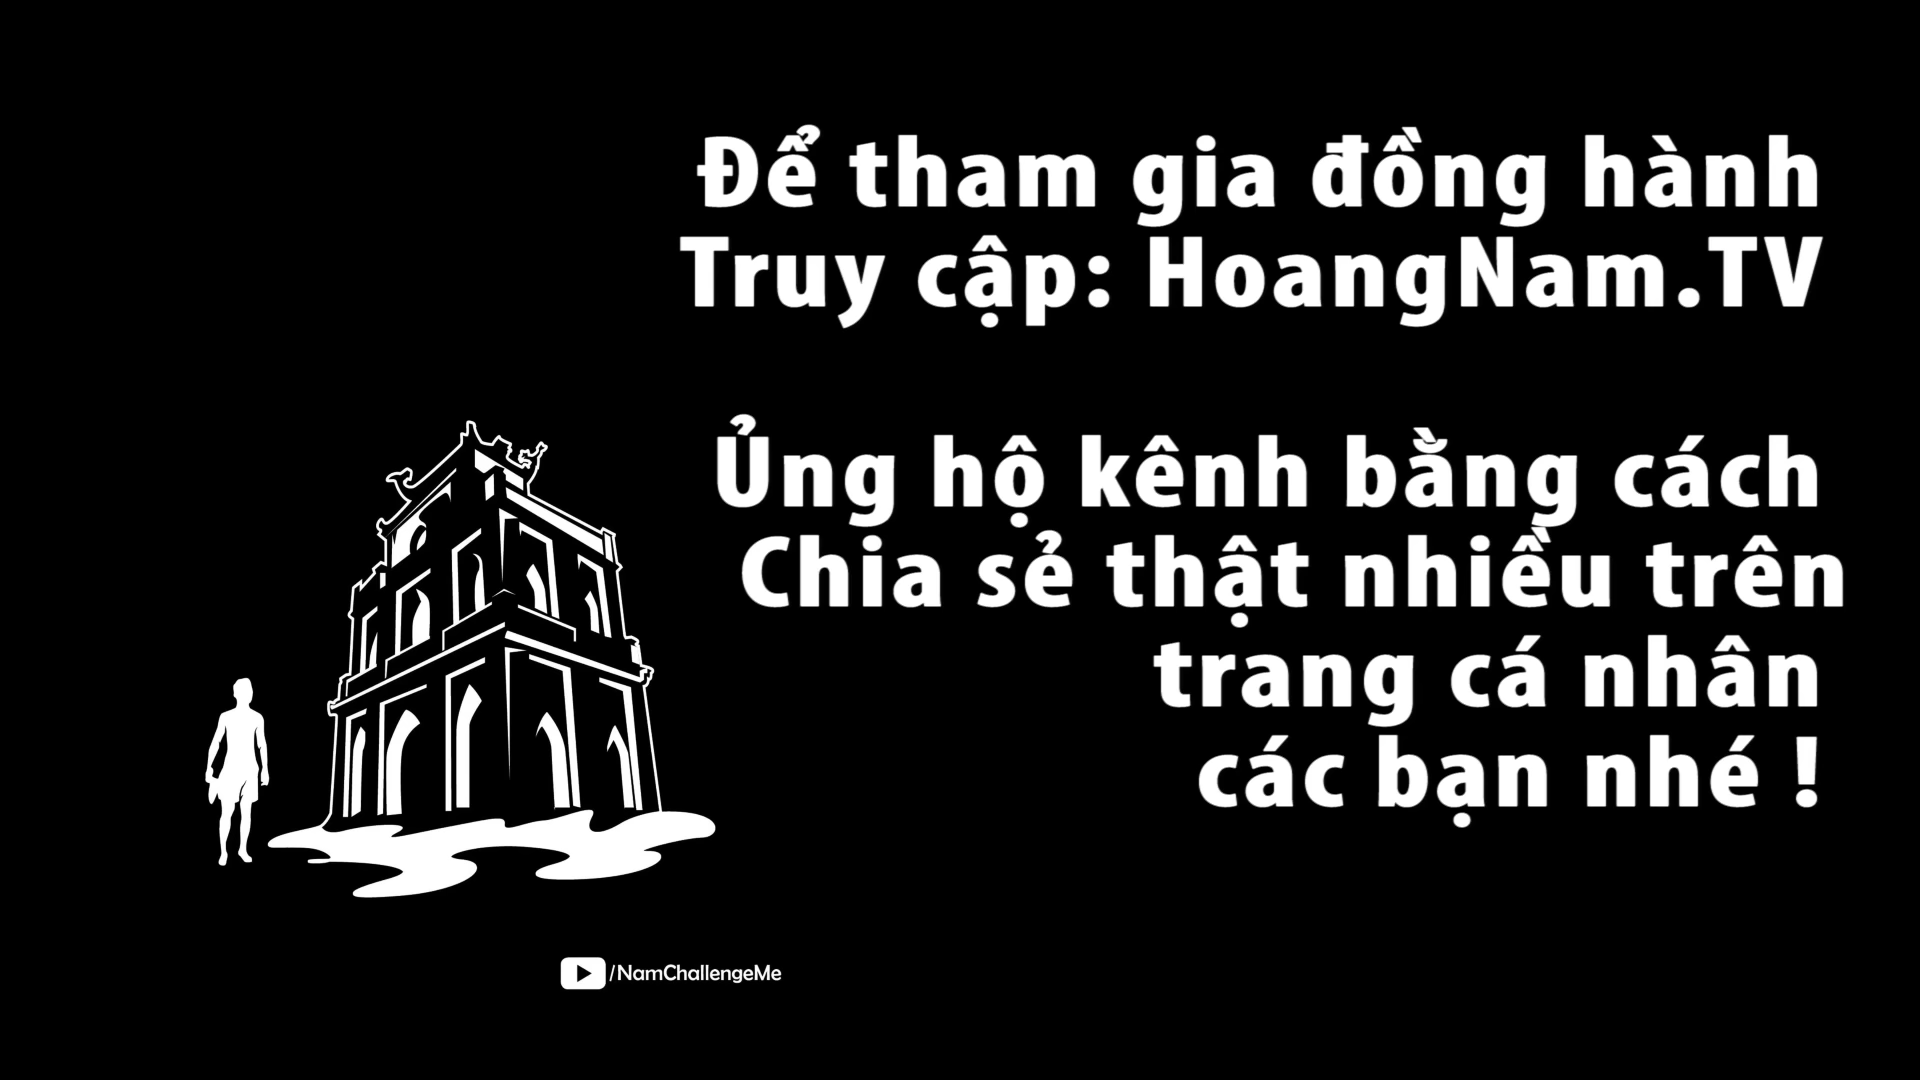 Để tham gia đồng hành
Truy cập: HoangNam.TV
Ủng hộ kênh bằng cách
Chia sẻ thật nhiều trên
trang cá nhân
các bạn nhé !
/NamChallengeMe